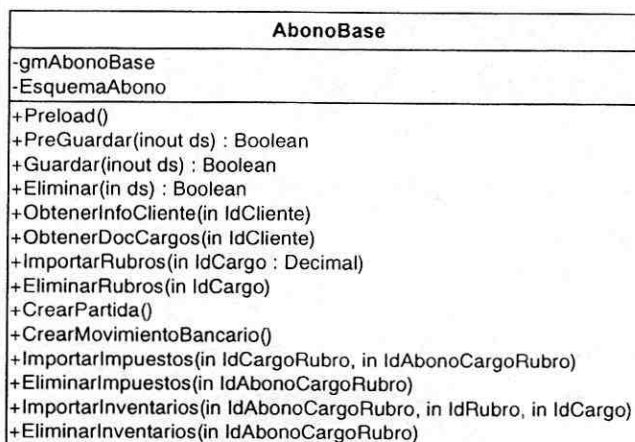 AbonoBase
-gmAbonoBase
-EsquemaAbono
+Preload()
+PreGuardar(inout ds) : Boolean
+Guardar(inout ds) : Boolean
+Eliminar(in ds) : Boolean
+ObtenerInfoCliente(in IdCliente)
+ObtenerDocCargos(in IdCliente)
+ImportarRubros(in IdCargo : Decimal)
+EliminarRubros(in IdCargo)
+CrearPartida()
+CrearMovimientoBancario()
+ImportarImpuestos(in IdCargoRubro, in IdAbonoCargoRubro)
+EliminarImpuestos(in IdAbonoCargoRubro)
+ImportarInventarios(in IdAbonoCargoRubro, in IdRubro, in IdCargo)
+EliminarInventarios(in IdAbonoCargoRubro)